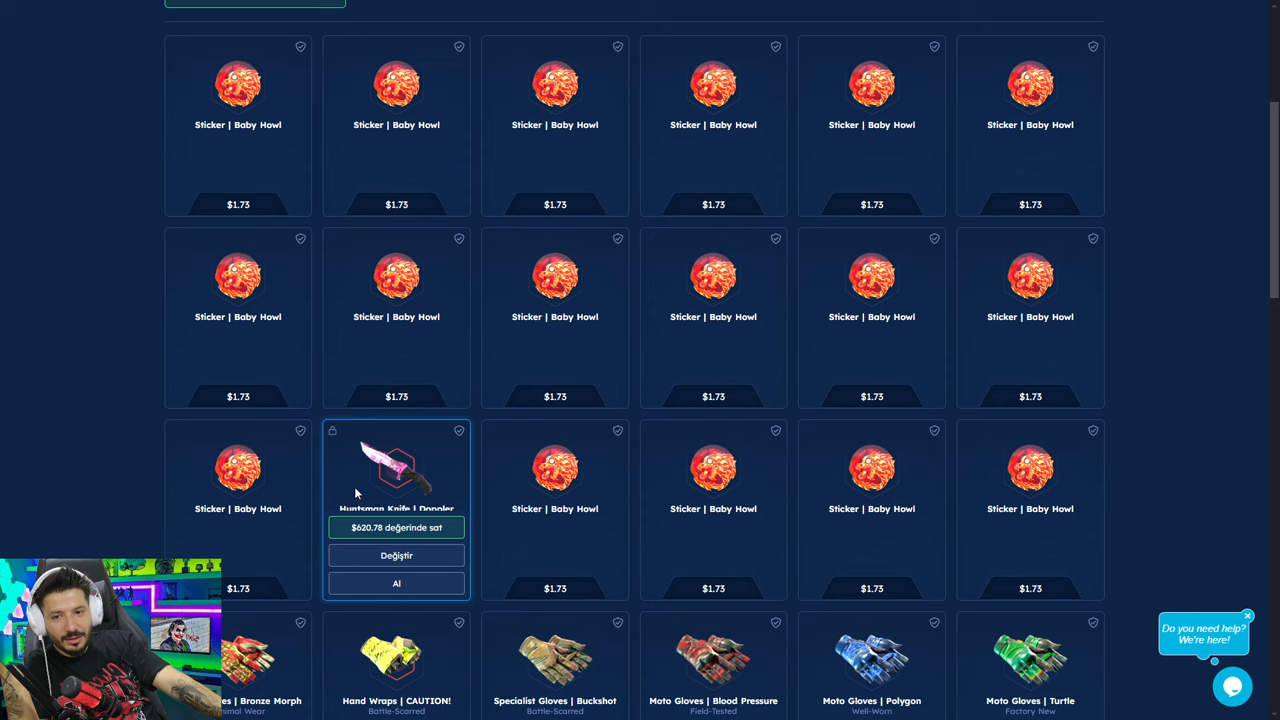 Sticker | Baby Howl
Sticker | Baby Howl
Sticker | Baby Howl
Sticker | Baby Howl
Sticker | Baby Howl
Sticker | Baby Howl
$1.73
$1.73
$1.73
$1.73
$1.73
$1.73
Sticker | Baby Howl
Sticker | Baby Howl
Sticker | Baby Howl
Sticker | Baby Howl
Sticker | Baby Howl
Sticker | Baby Howl
$1.73
$1.73
$1.73
$1.73
$1.73
$1.73
Sticker | Baby Howl
Huntsman Knife | Doppler
Sticker | Baby Howl
Sticker | Baby Howl
Sticker | Baby Howl
Sticker | Baby Howl
$620.78 değerinde sat
Değiştir
Al
$1.73
$1.73
$1.73
$1.73
$1.73
Bronze Morph
Hand Wraps | CAUTION!
Battle-Scarred
Specialist Gloves | Buckshot
Battle-Scarred
Moto Gloves | Blood Pressure
Field-Tested
Moto Gloves | Polygon
Well-Worn
Moto Gloves | Turtle
Factory New
Wear
Do you need help?
We're here!